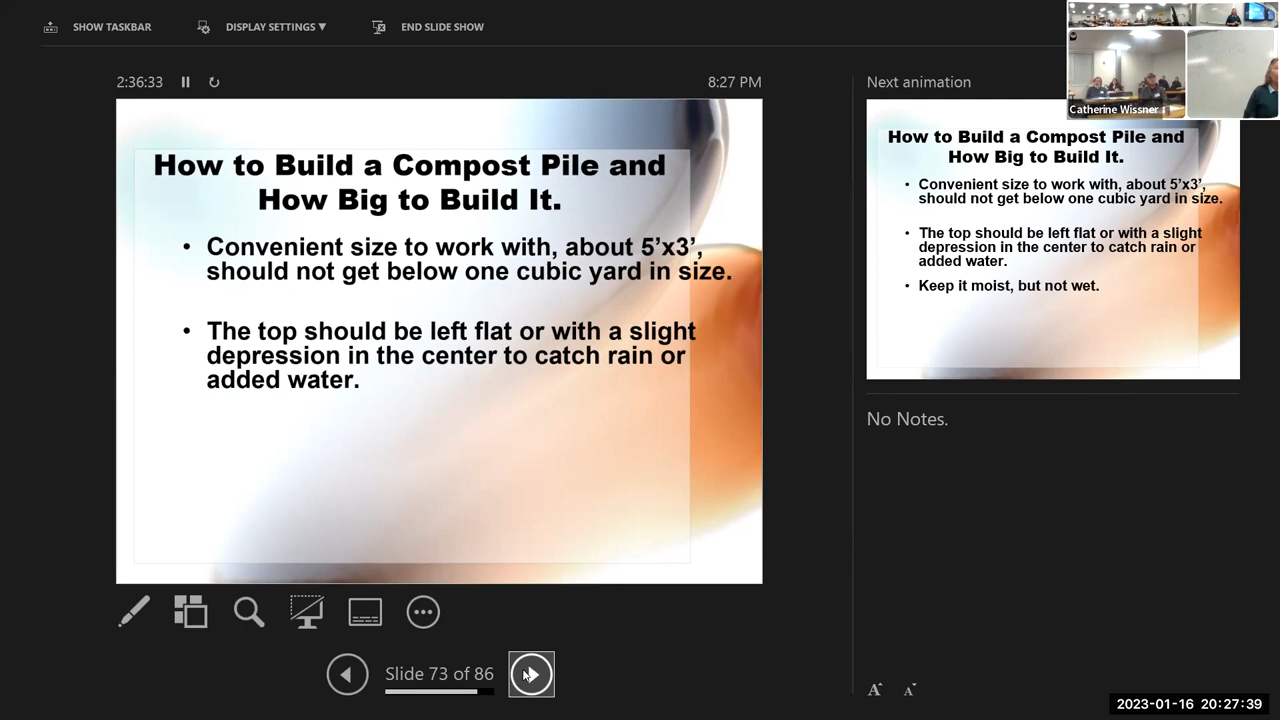 SHOW TASKBAR
DISPLAY SETTINGS ▼
END SLIDE SHOW
2:36:33
8:27 PM
How to Build a Compost Pile and
How Big to Build It.
• Convenient size to work with, about 5’x3’,
should not get below one cubic yard in size.
• The top should be left flat or with a slight
depression in the center to catch rain or
added water.
Slide 73 of 86
Next animation
Catherine Wissner
How to Build a Compost Pile and
How Big to Build It.
• Convenient size to work with, about 5’x3’,
should not get below one cubic yard in size.
• The top should be left flat or with a slight
depression in the center to catch rain or
added water.
• Keep it moist, but not wet.
No Notes.
A A
2023-01-16 20:27:39